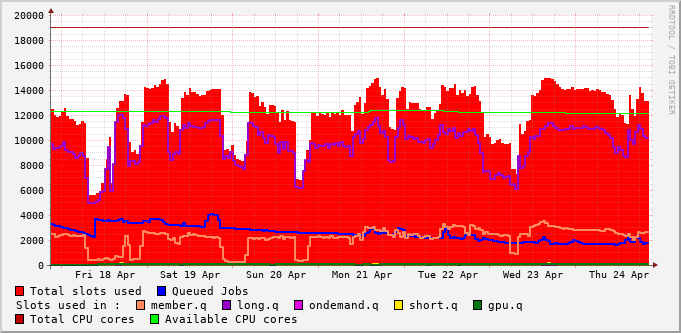 RRDTOOL / TOBI OETIKER
20000
18000
16000
14000
12000
10000
8000
6000
4000
2000
0
Fri 18 Apr Sat 19 Apr Sun 20 Apr Mon 21 Apr Tue 22 Apr Wed 23 Apr Thu 24 Apr
Total slots used Queued Jobs
Slots used in : member.q long.q ondemand.q short.q gpu.q
Total CPU cores Available CPU cores